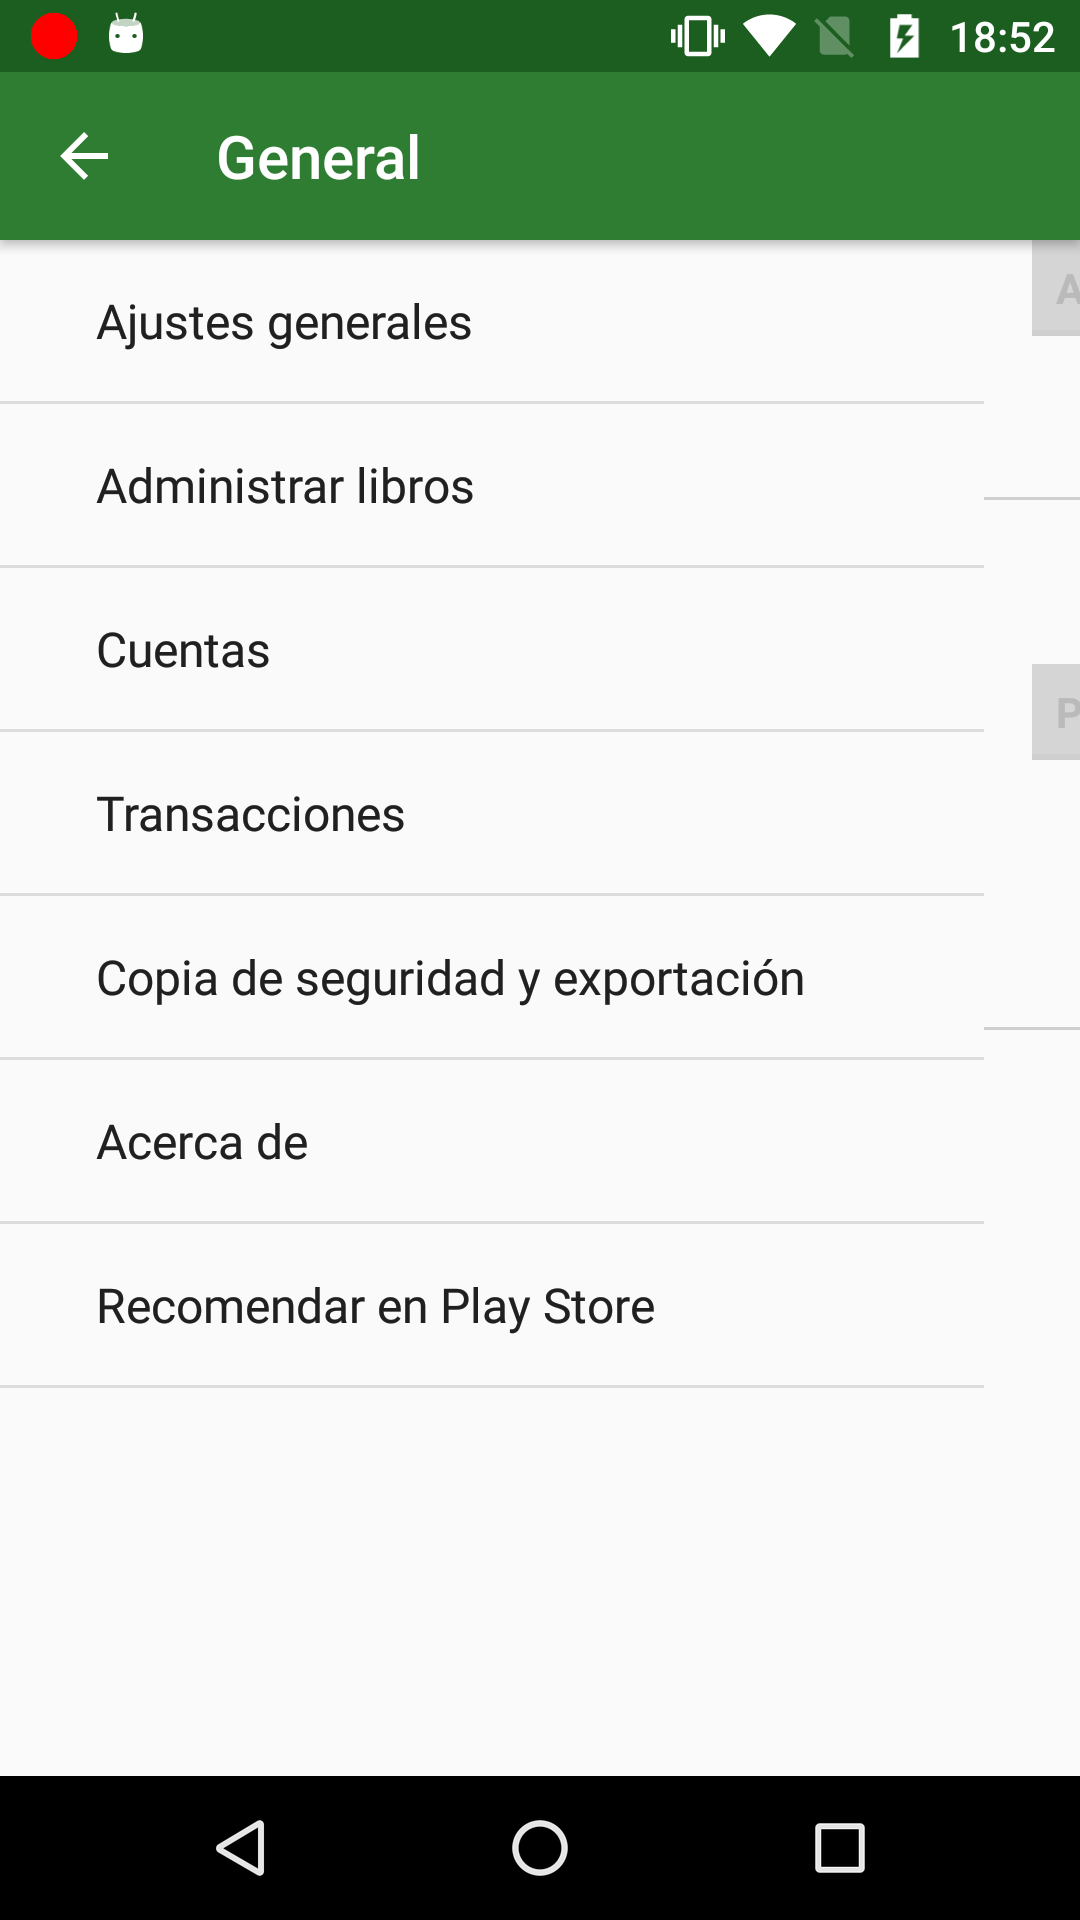 18:52
General
Ajustes generales
Administrar libros
Cuentas
Transacciones
Copia de seguridad y exportación
Acerca de
Recomendar en Play Store
A
P